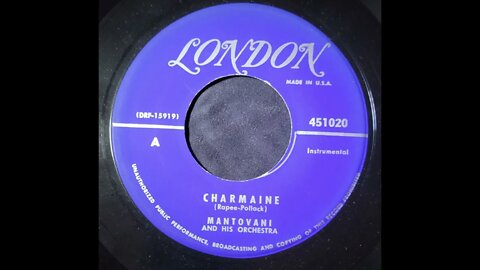 LONDON
MADE IN U.S.A.
(DRF-15919)
451020
A
Instrumental
CHARMAINE
(Rapee-Pollack)
MANTOVANI
AND HIS ORCHESTRA
UNAUTHORIZED PUBLIC PERFORMANCE, BROADCASTING AND COPYING OF THIS RECORD PROHIBITED